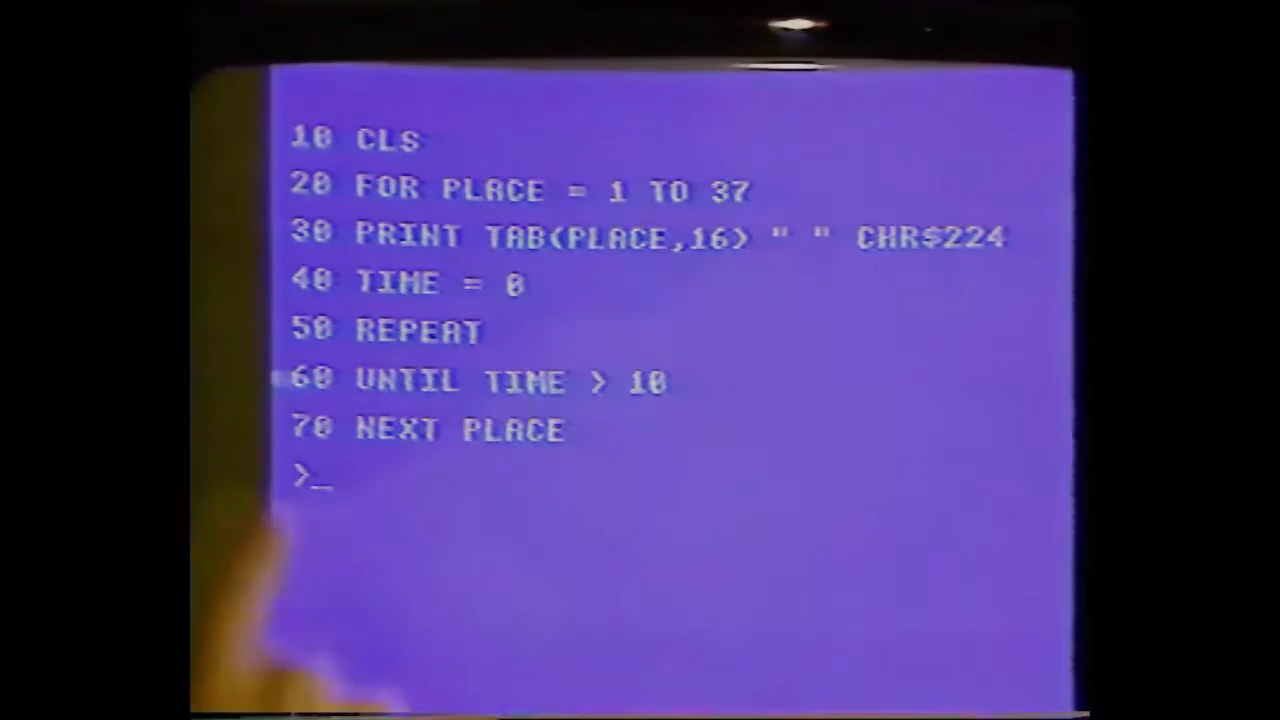 10 CLS
20 FOR PLACE = 1 TO 37
30 PRINT TAB(PLACE,16) " " CHR$224
40 TIME = 0
50 REPEAT
60 UNTIL TIME > 10
70 NEXT PLACE
>_